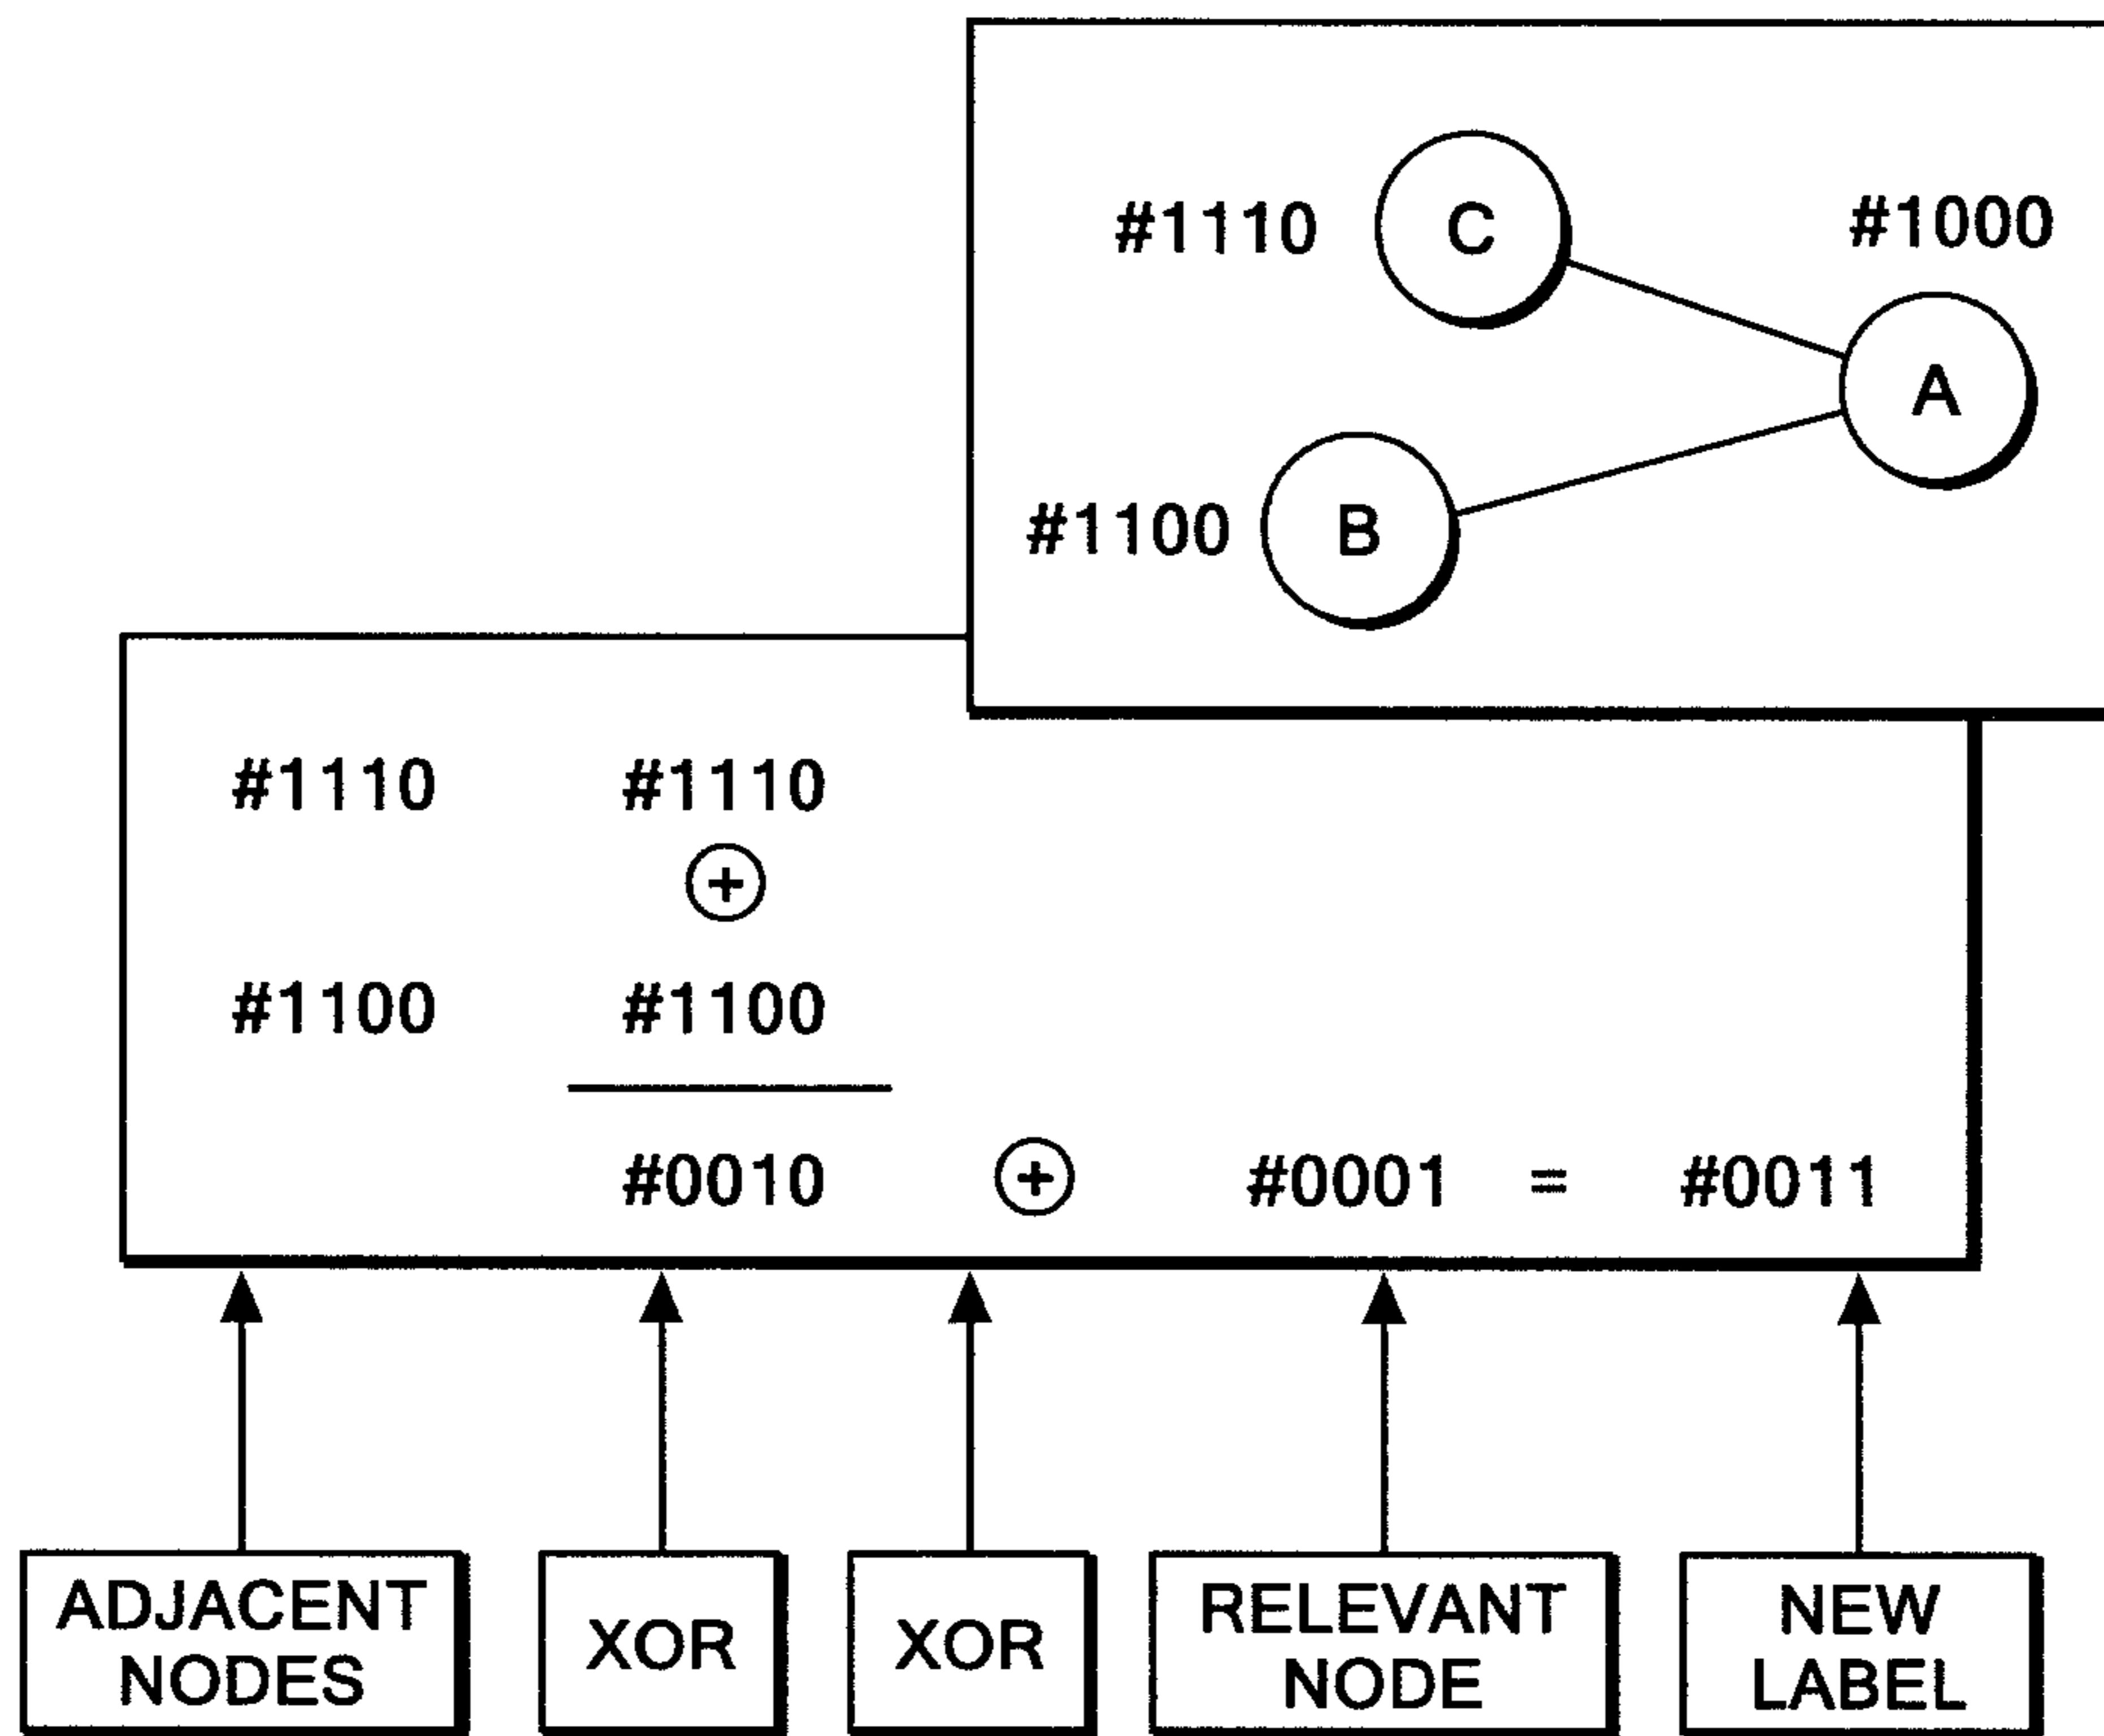 #1110 C #1000
A
#1100 B
#1110 #1110
+
#1100 #1100
#0010 + #0001 = #0011
ADJACENT
NODES
XOR
XOR
RELEVANT
NODE
NEW
LABEL